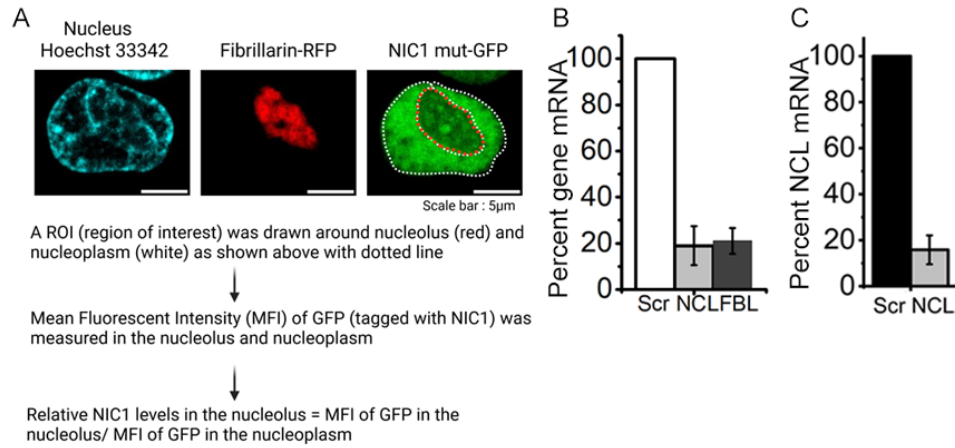 A
Nucleus
Hoechst 33342
Fibrillarin-RFP
NIC1 mut-GFP
Scale bar : 5µm
A ROI (region of interest) was drawn around nucleolus (red) and
nucleoplasm (white) as shown above with dotted line
Mean Fluorescent Intensity (MFI) of GFP (tagged with NIC1) was
measured in the nucleolus and nucleoplasm
Relative NIC1 levels in the nucleolus = MFI of GFP in the
nucleolus/ MFI of GFP in the nucleoplasm
B
Percent gene mRNA
100
80
60
40
20
0
Scr NCLFBL
C
Percent NCL mRNA
100
80
60
40
20
0
Scr NCL